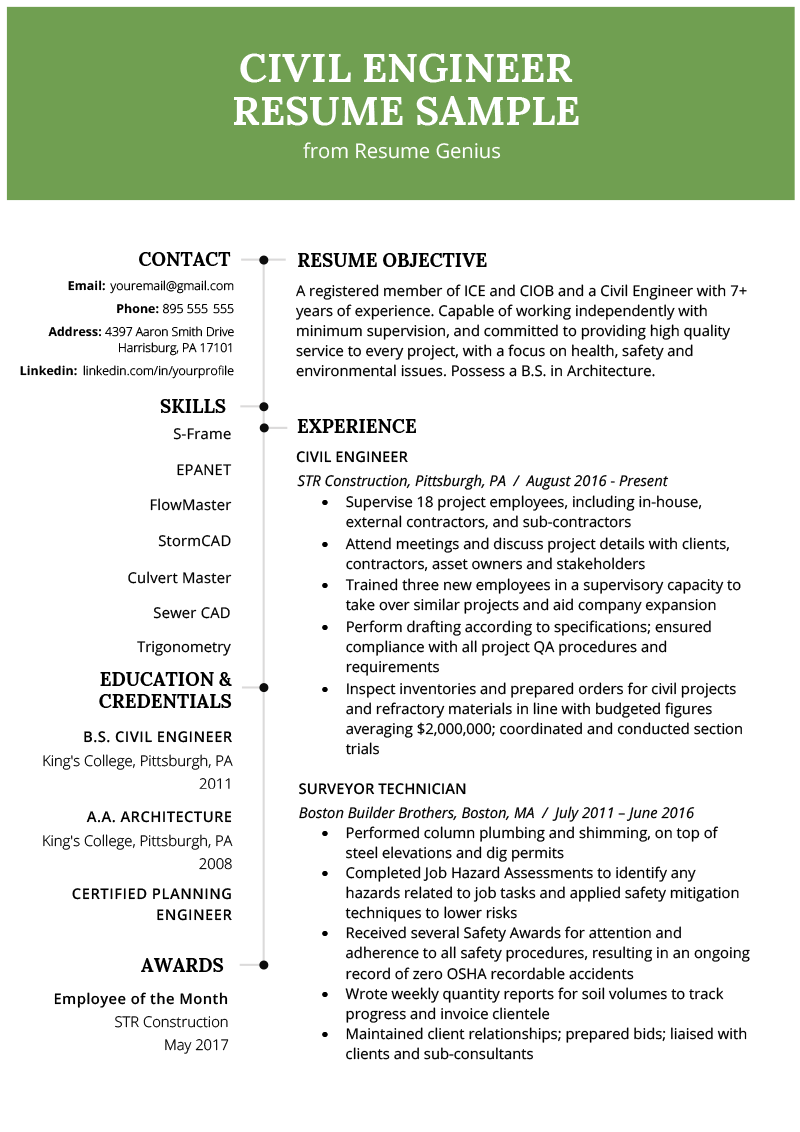 CIVIL ENGINEER
RESUME SAMPLE
from Resume Genius
CONTACT
Email: youremail@gmail.com
Phone: 895 555 555
Address: 4397 Aaron Smith Drive
Harrisburg, PA 17101
Linkedin: linkedin.com/in/yourprofile
SKILLS
S-Frame
EPANET
FlowMaster
StormCAD
Culvert Master
Sewer CAD
Trigonometry
EDUCATION &
CREDENTIALS
B.S. CIVIL ENGINEER
King's College, Pittsburgh, PA
2011
A.A. ARCHITECTURE
King's College, Pittsburgh, PA
2008
CERTIFIED PLANNING
ENGINEER
AWARDS
Employee of the Month
STR Construction
May 2017
RESUME OBJECTIVE
A registered member of ICE and CIOB and a Civil Engineer with 7+
years of experience. Capable of working independently with
minimum supervision, and committed to providing high quality
service to every project, with a focus on health, safety and
environmental issues. Possess a B.S. in Architecture.
EXPERIENCE
CIVIL ENGINEER
STR Construction, Pittsburgh, PA / August 2016 - Present
• Supervise 18 project employees, including in-house,
external contractors, and sub-contractors
• Attend meetings and discuss project details with clients,
contractors, asset owners and stakeholders
• Trained three new employees in a supervisory capacity to
take over similar projects and aid company expansion
• Perform drafting according to specifications; ensured
compliance with all project QA procedures and
requirements
• Inspect inventories and prepared orders for civil projects
and refractory materials in line with budgeted figures
averaging $2,000,000; coordinated and conducted section
trials
SURVEYOR TECHNICIAN
Boston Builder Brothers, Boston, MA / July 2011 – June 2016
• Performed column plumbing and shimming, on top of
steel elevations and dig permits
• Completed Job Hazard Assessments to identify any
hazards related to job tasks and applied safety mitigation
techniques to lower risks
• Received several Safety Awards for attention and
adherence to all safety procedures, resulting in an ongoing
record of zero OSHA recordable accidents
• Wrote weekly quantity reports for soil volumes to track
progress and invoice clientele
• Maintained client relationships; prepared bids; liaised with
clients and sub-consultants